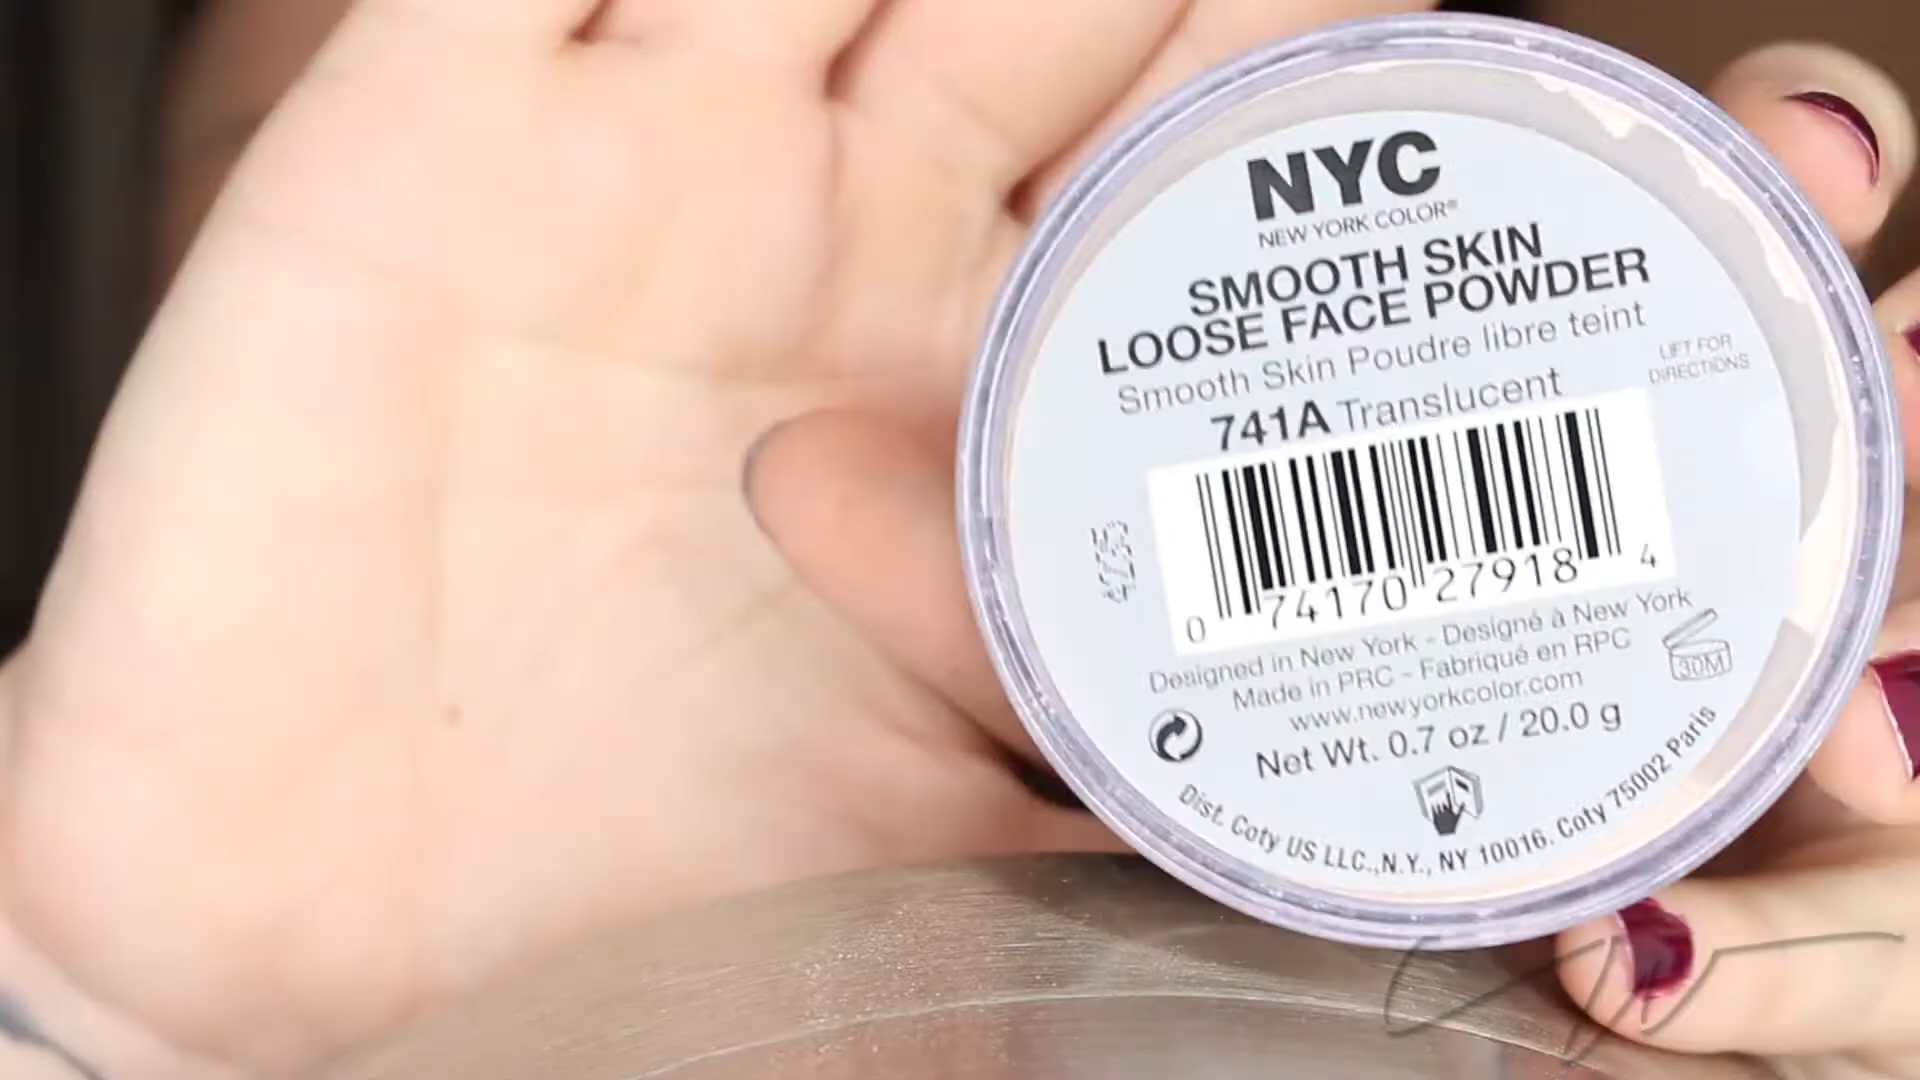 NYC
NEW YORK COLOR®
SMOOTH SKIN
LOOSE FACE POWDER
Smooth Skin Poudre libre teint
LIFT FOR
DIRECTIONS
741A Translucent
0 74170 27918 4
Designed in New York - Designé à New York
Made in PRC - Fabriqué en RPC
30M
www.newyorkcolor.com
Net Wt. 0.7 oz / 20.0 g
Dist. Coty US LLC.,N.Y., NY 10016. Coty 75002 Paris